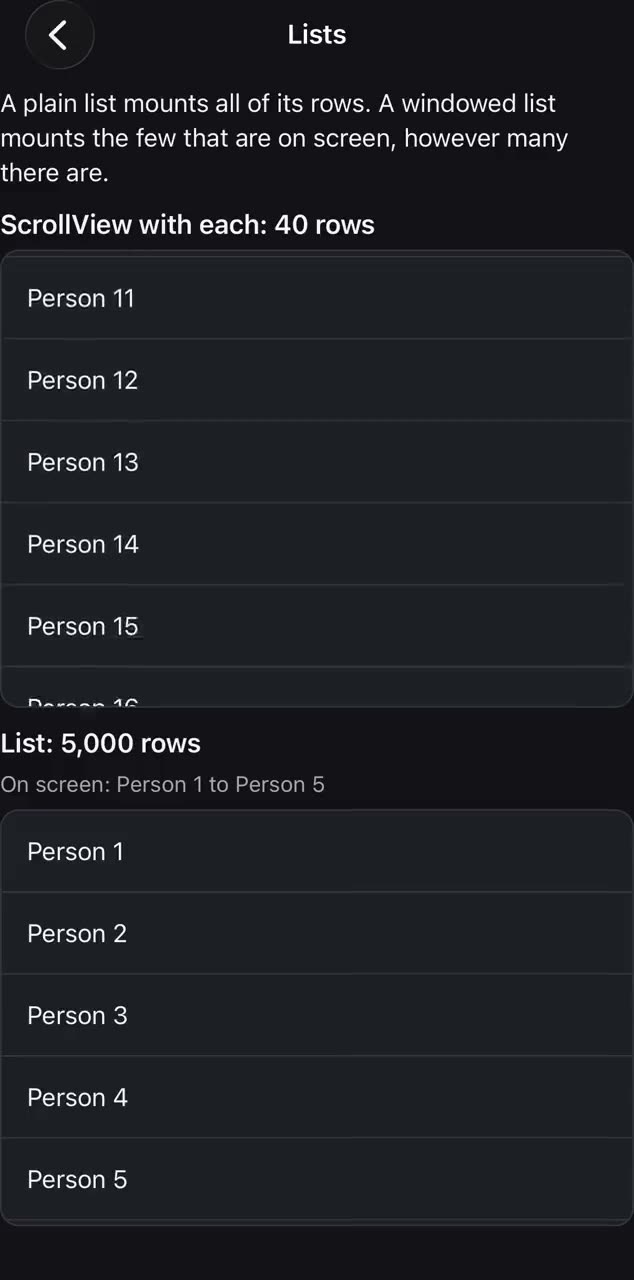 Lists
A plain list mounts all of its rows. A windowed list
mounts the few that are on screen, however many
there are.
ScrollView with each: 40 rows
Person 11
Person 12
Person 13
Person 14
Person 15
Person 16
List: 5,000 rows
On screen: Person 1 to Person 5
Person 1
Person 2
Person 3
Person 4
Person 5